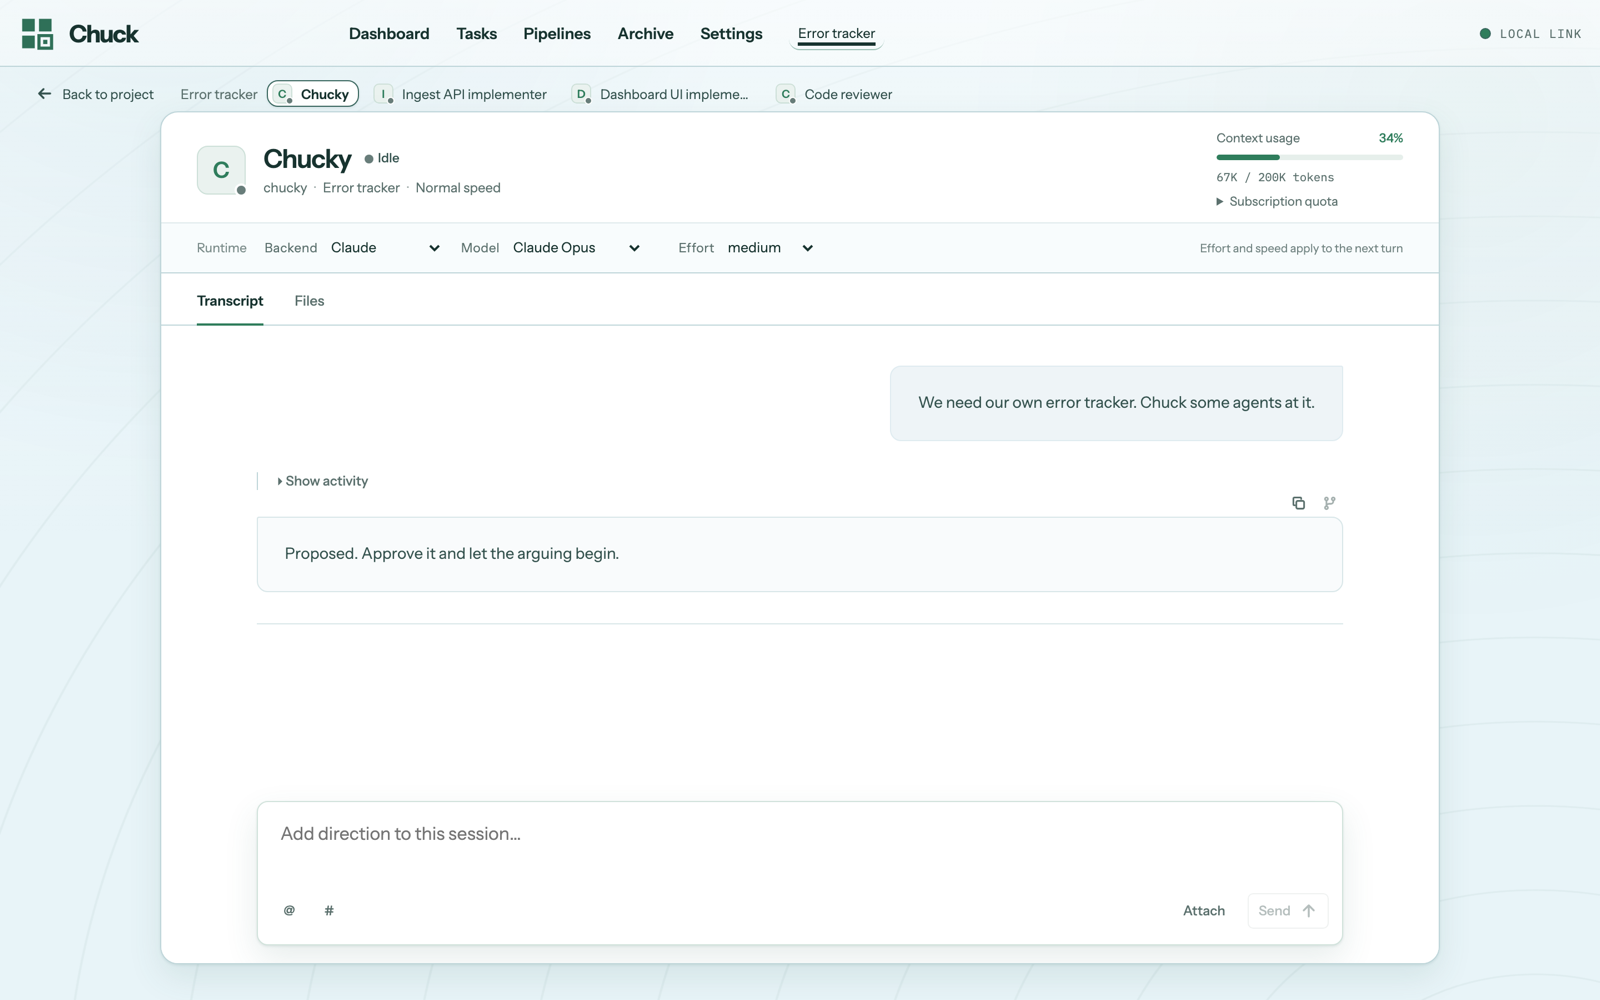 Chuck
Dashboard Tasks Pipelines Archive Settings Error tracker
LOCAL LINK
Back to project Error tracker C Chucky I Ingest API implementer D Dashboard UI impleme... C Code reviewer
C
Chucky Idle
chucky · Error tracker · Normal speed
Context usage 34%
67K / 200K tokens
Subscription quota
Runtime Backend Claude Model Claude Opus Effort medium Effort and speed apply to the next turn
Transcript Files
We need our own error tracker. Chuck some agents at it.
Show activity
Proposed. Approve it and let the arguing begin.
Add direction to this session...
@ # Attach Send